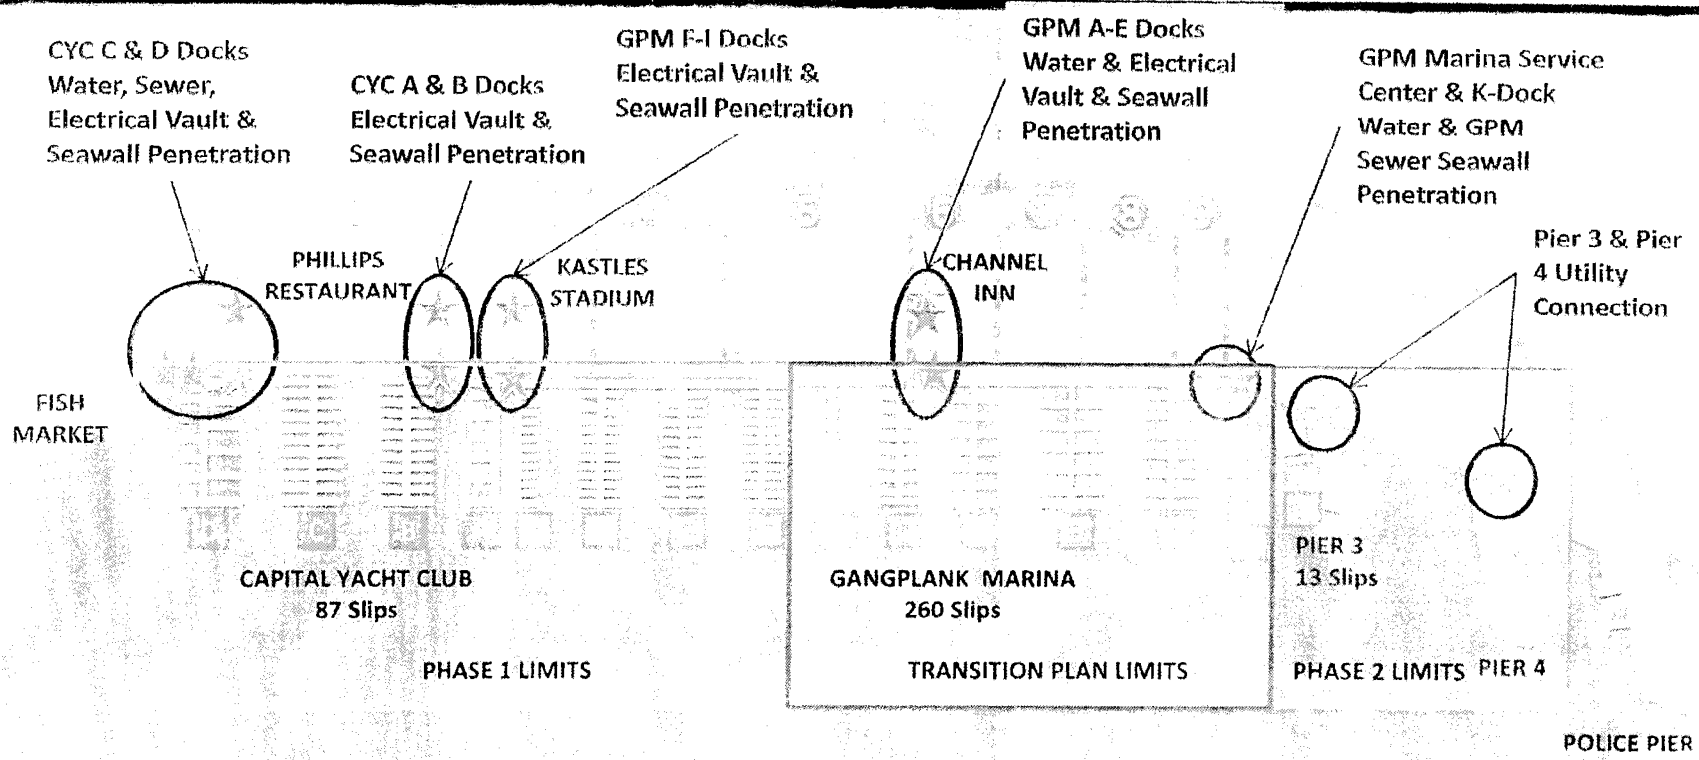 CYC C & D Docks
Water, Sewer,
Electrical Vault &
Seawall Penetration
CYC A & B Docks
Electrical Vault &
Seawall Penetration
GPM F-I Docks
Electrical Vault &
Seawall Penetration
GPM A-E Docks
Water & Electrical
Vault & Seawall
Penetration
GPM Marina Service
Center & K-Dock
Water & GPM
Sewer Seawall
Penetration
Pier 3 & Pier
4 Utility
Connection
PHILLIPS
RESTAURANT
KASTLES
STADIUM
CHANNEL
INN
FISH
MARKET
C
B
CAPITAL YACHT CLUB
87 Slips
GANGPLANK MARINA
260 Slips
PIER 3
13 Slips
PHASE 1 LIMITS
TRANSITION PLAN LIMITS
PHASE 2 LIMITS
PIER 4
POLICE PIER